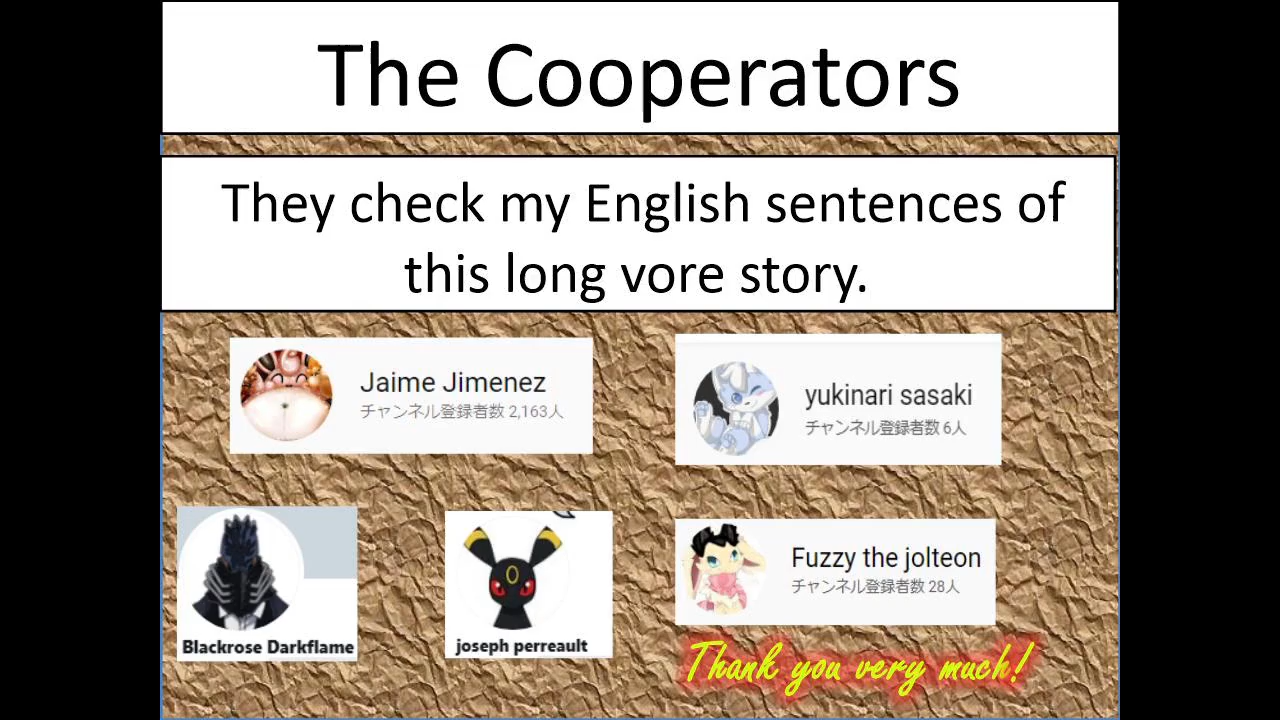 The Cooperators
They check my English sentences of
this long vore story.
Jaime Jimenez
チャンネル登録者数 2,163人
yukinari sasaki
チャンネル登録者数 6人
Blackrose Darkflame
joseph perreault
Fuzzy the jolteon
チャンネル登録者数 28人
Thank you very much!